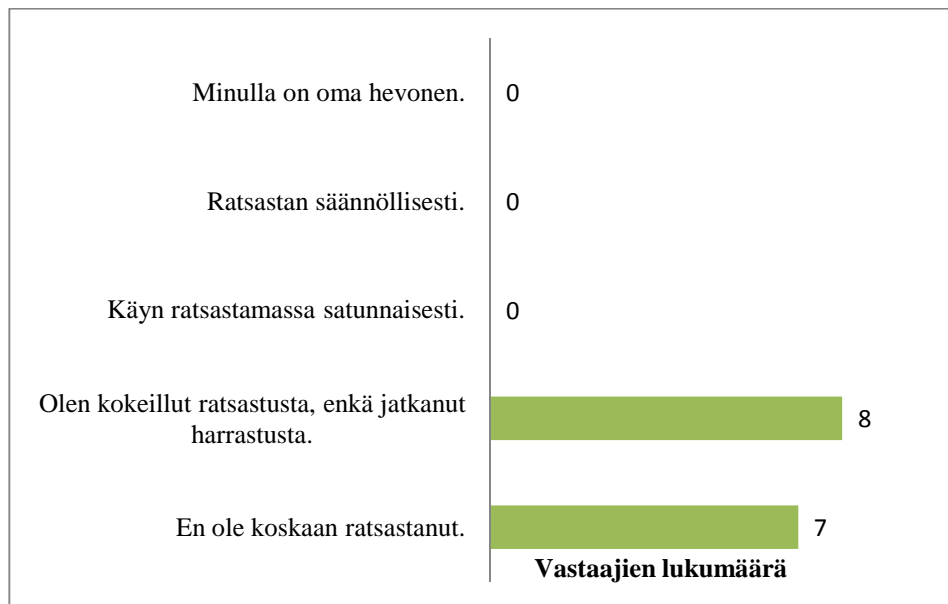 Minulla on oma hevonen. 0
Ratsastan säännöllisesti. 0
Käyn ratsastamassa satunnaisesti. 0
Olen kokeillut ratsastusta, enkä jatkanut
harrastusta. 8
En ole koskaan ratsastanut. 7
Vastaajien lukumäärä